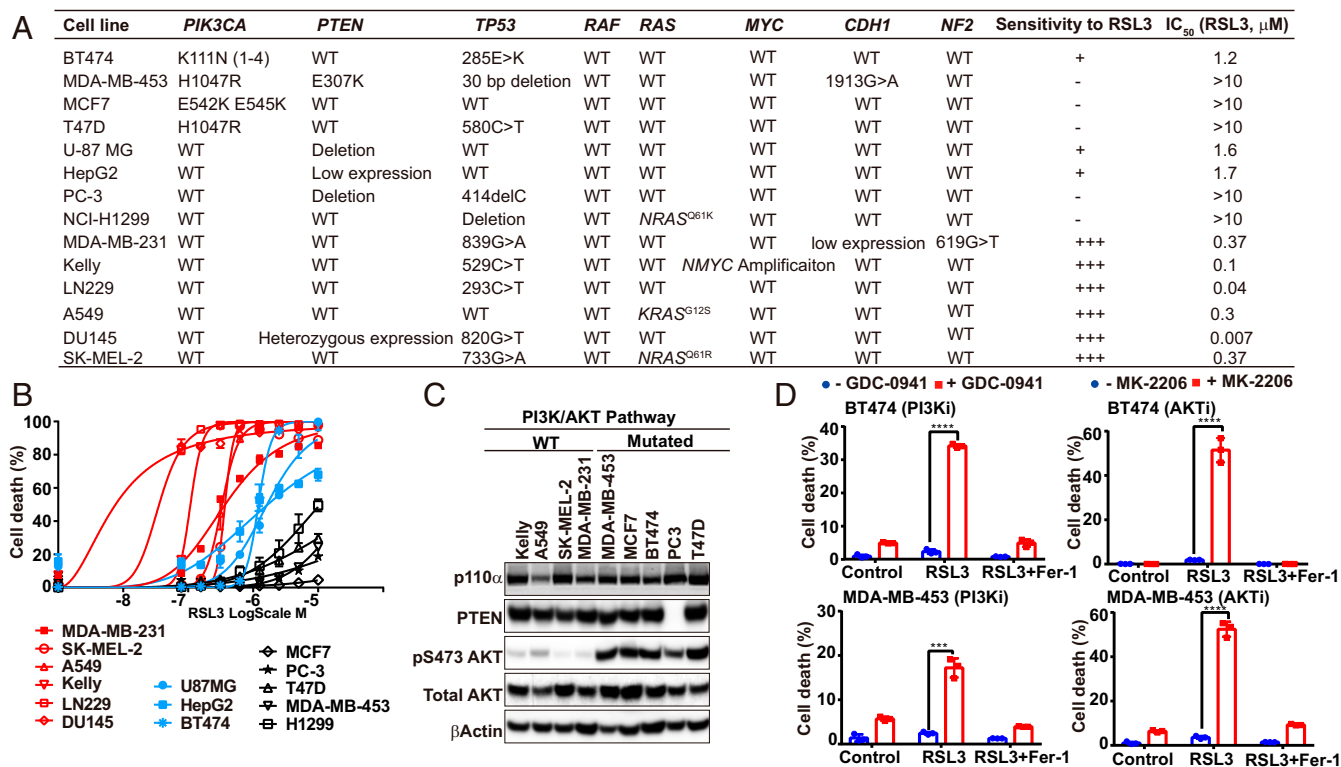 A
Cell line PIK3CA PTEN TP53 RAF RAS MYC CDH1 NF2 Sensitivity to RSL3 IC50 (RSL3, μM)
BT474 K111N (1-4) WT 285E>K WT WT WT WT WT + 1.2
MDA-MB-453 H1047R E307K 30 bp deletion WT WT WT 1913G>A WT - >10
MCF7 E542K E545K WT WT WT WT WT WT WT - >10
T47D H1047R WT 580C>T WT WT WT WT WT - >10
U-87 MG WT Deletion WT WT WT WT WT WT + 1.6
HepG2 WT Low expression WT WT WT WT WT WT + 1.7
PC-3 WT Deletion 414delC WT WT WT WT WT - >10
NCI-H1299 WT WT Deletion WT NRASQ61K WT WT WT - >10
MDA-MB-231 WT WT 839G>A WT WT WT low expression 619G>T +++ 0.37
Kelly WT WT 529C>T WT WT NMYC Amplificaiton WT WT +++ 0.1
LN229 WT WT 293C>T WT WT WT WT WT +++ 0.04
A549 WT WT WT WT KRASG12S WT WT WT +++ 0.3
DU145 WT Heterozygous expression 820G>T WT WT WT WT WT +++ 0.007
SK-MEL-2 WT WT 733G>A WT NRASQ61R WT WT WT +++ 0.37
B
Cell death (%)
100
80
60
40
20
0
-8 -7 -6 -5
RSL3 LogScale M
MDA-MB-231
SK-MEL-2
A549
Kelly
LN229
DU145
U87MG
HepG2
BT474
MCF7
PC-3
T47D
MDA-MB-453
H1299
C
PI3K/AKT Pathway
WT Mutated
Kelly
A549
SK-MEL-2
MDA-MB-231
MDA-MB-453
MCF7
BT474
PC3
T47D
p110α
PTEN
pS473 AKT
Total AKT
βActin
D
- GDC-0941 + GDC-0941
BT474 (PI3Ki)
Cell death (%)
40
30
20
10
0
****
Control RSL3 RSL3+Fer-1
- MK-2206 + MK-2206
BT474 (AKTi)
Cell death (%)
60
40
20
0
****
Control RSL3 RSL3+Fer-1
MDA-MB-453 (PI3Ki)
Cell death (%)
30
20
10
0
***
Control RSL3 RSL3+Fer-1
MDA-MB-453 (AKTi)
Cell death (%)
60
40
20
0
****
Control RSL3 RSL3+Fer-1